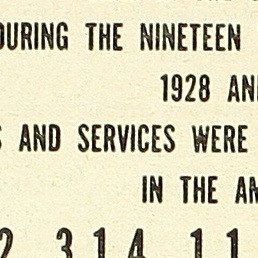 DURING THE NINETEEN
1928 AN
S AND SERVICES WERE
IN THE AM
2 314 11